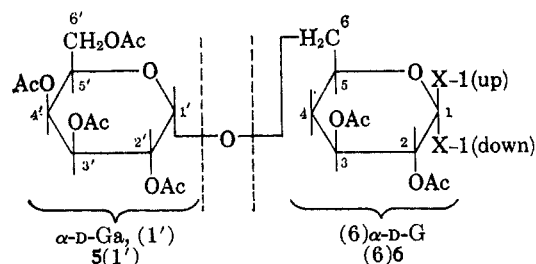 6′ 6
CH₂OAc H₂C
5′ O 5 O X-1(up)
AcO
4′ OAc 1′ 4 OAc 1
3′ 2′ O 3 2 X-1(down)
OAc OAc
α-D-Ga, (1′) (6)α-D-G
5(1′) (6)6